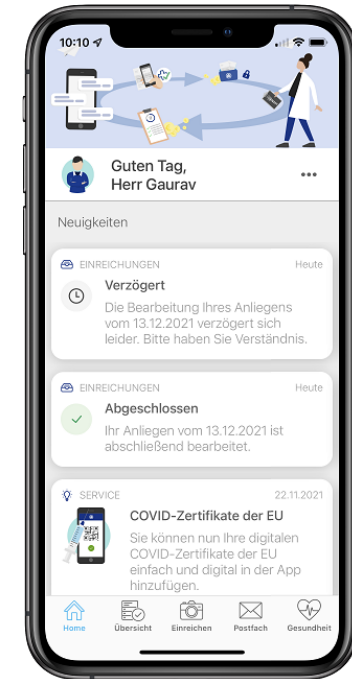 10:10
Guten Tag,
Herr Gaurav
Neuigkeiten
EINREICHUNGEN Heute
Verzögert
Die Bearbeitung Ihres Anliegens
vom 13.12.2021 verzögert sich
leider. Bitte haben Sie Verständnis.
EINREICHUNGEN Heute
Abgeschlossen
Ihr Anliegen vom 13.12.2021 ist
abschließend bearbeitet.
SERVICE 22.11.2021
COVID-Zertifikate der EU
Sie können nun Ihre digitalen
COVID-Zertifikate der EU
einfach und digital in der App
hinzufügen.
Home Übersicht Einreichen Postfach Gesundheit